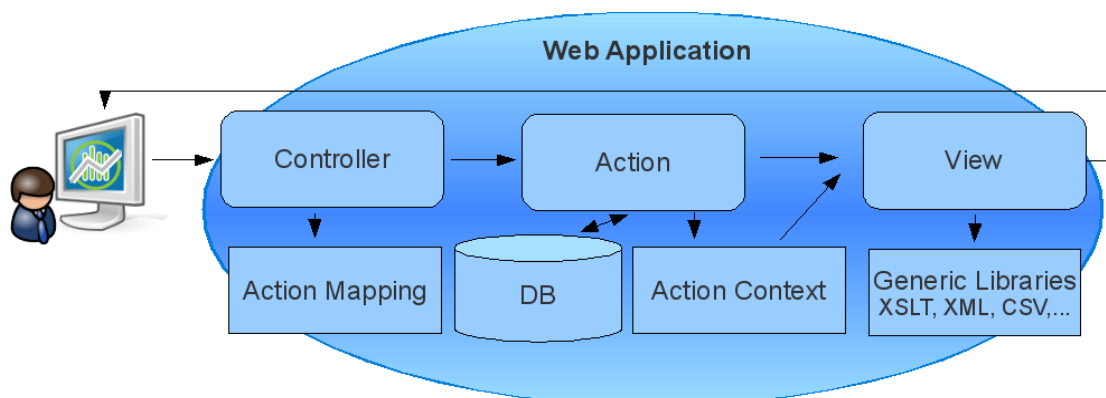 Web Application
Controller
Action
View
Action Mapping
DB
Action Context
Generic Libraries
XSLT, XML, CSV,...